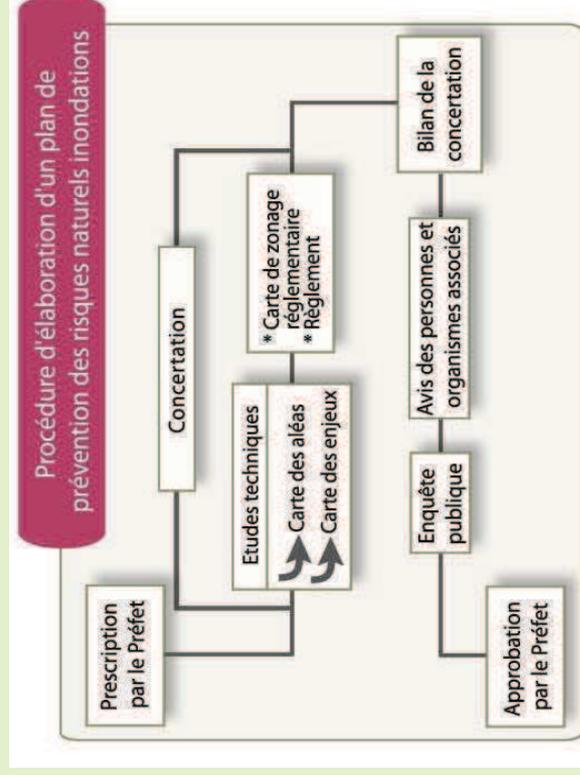 Procédure d'élaboration d'un plan de
prévention des risques naturels inondations
Prescription
par le Préfet
Concertation
Etudes techniques
Carte des aléas
Carte des enjeux
* Carte de zonage
réglementaire
* Règlement
Bilan de la
concertation
Avis des personnes et
organismes associés
Enquête
publique
Approbation
par le Préfet